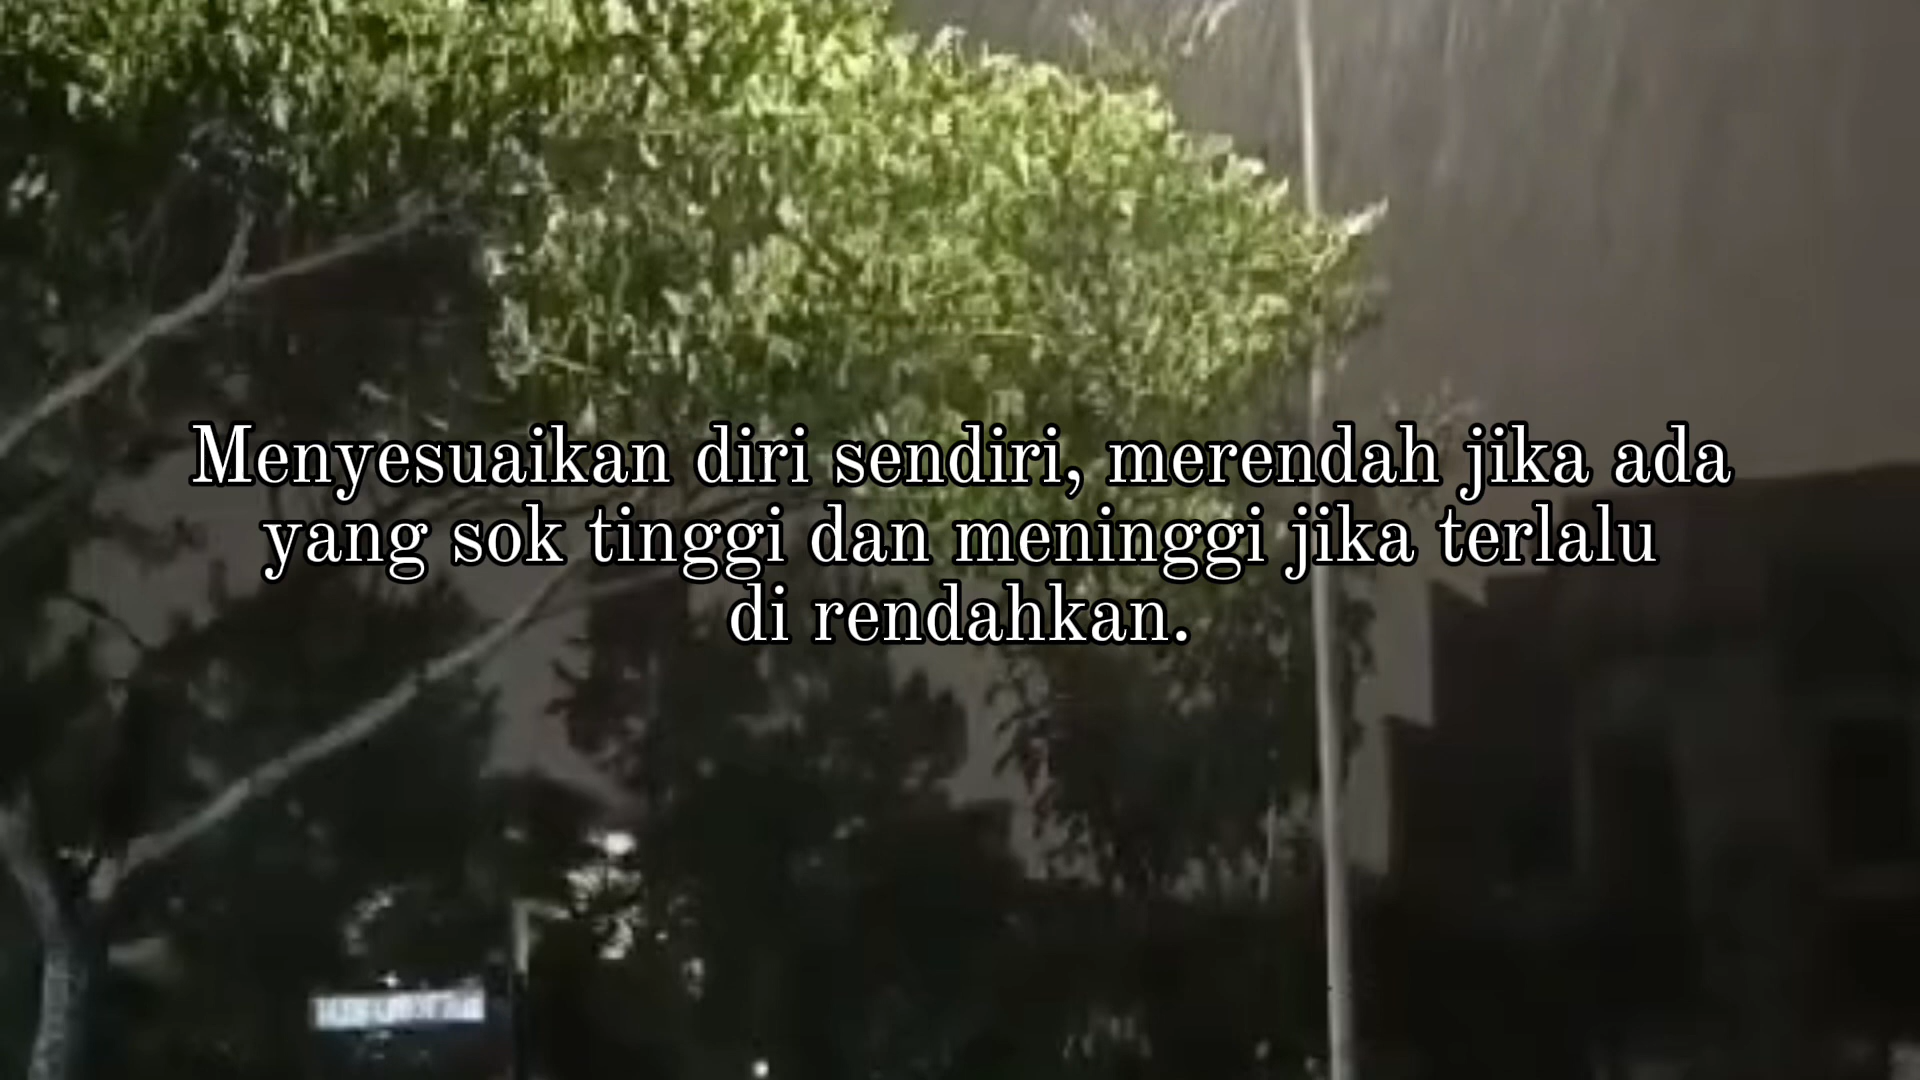 Menyesuaikan diri sendiri, merendah jika ada
yang sok tinggi dan meninggi jika terlalu
di rendahkan.